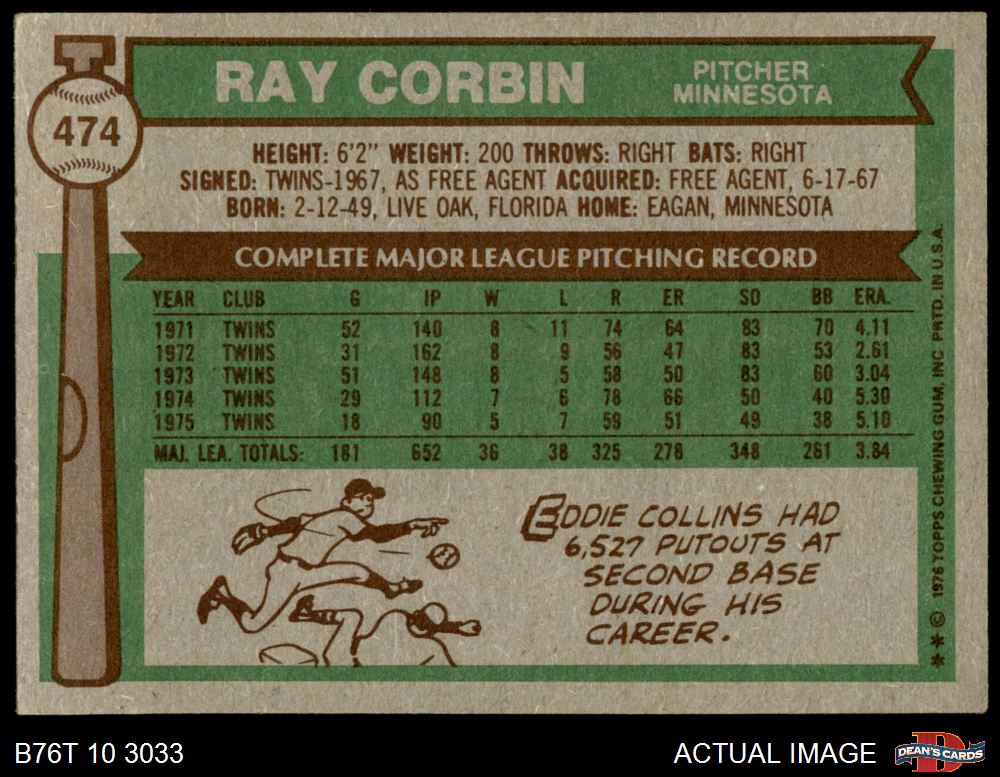 474
RAY CORBIN
PITCHER
MINNESOTA
HEIGHT: 6'2" WEIGHT: 200 THROWS: RIGHT BATS: RIGHT
SIGNED: TWINS-1967, AS FREE AGENT ACQUIRED: FREE AGENT, 6-17-67
BORN: 2-12-49, LIVE OAK, FLORIDA HOME: EAGAN, MINNESOTA
COMPLETE MAJOR LEAGUE PITCHING RECORD
YEAR CLUB G IP W L R ER SO BB ERA.
1971 TWINS 52 140 8 11 74 64 83 70 4.11
1972 TWINS 31 162 8 9 56 47 83 53 2.61
1973 TWINS 51 148 8 5 58 50 83 60 3.04
1974 TWINS 29 112 7 6 78 66 50 40 5.30
1975 TWINS 18 90 5 7 59 51 49 38 5.10
MAJ. LEA. TOTALS: 181 652 36 38 325 278 348 261 3.84
EDDIE COLLINS HAD
6,527 PUTOUTS AT
SECOND BASE
DURING HIS
CAREER.
** © 1976 TOPPS CHEWING GUM, INC PRTD. IN U.S.A.
B76T 10 3033
ACTUAL IMAGE
D
DEAN'S CARDS